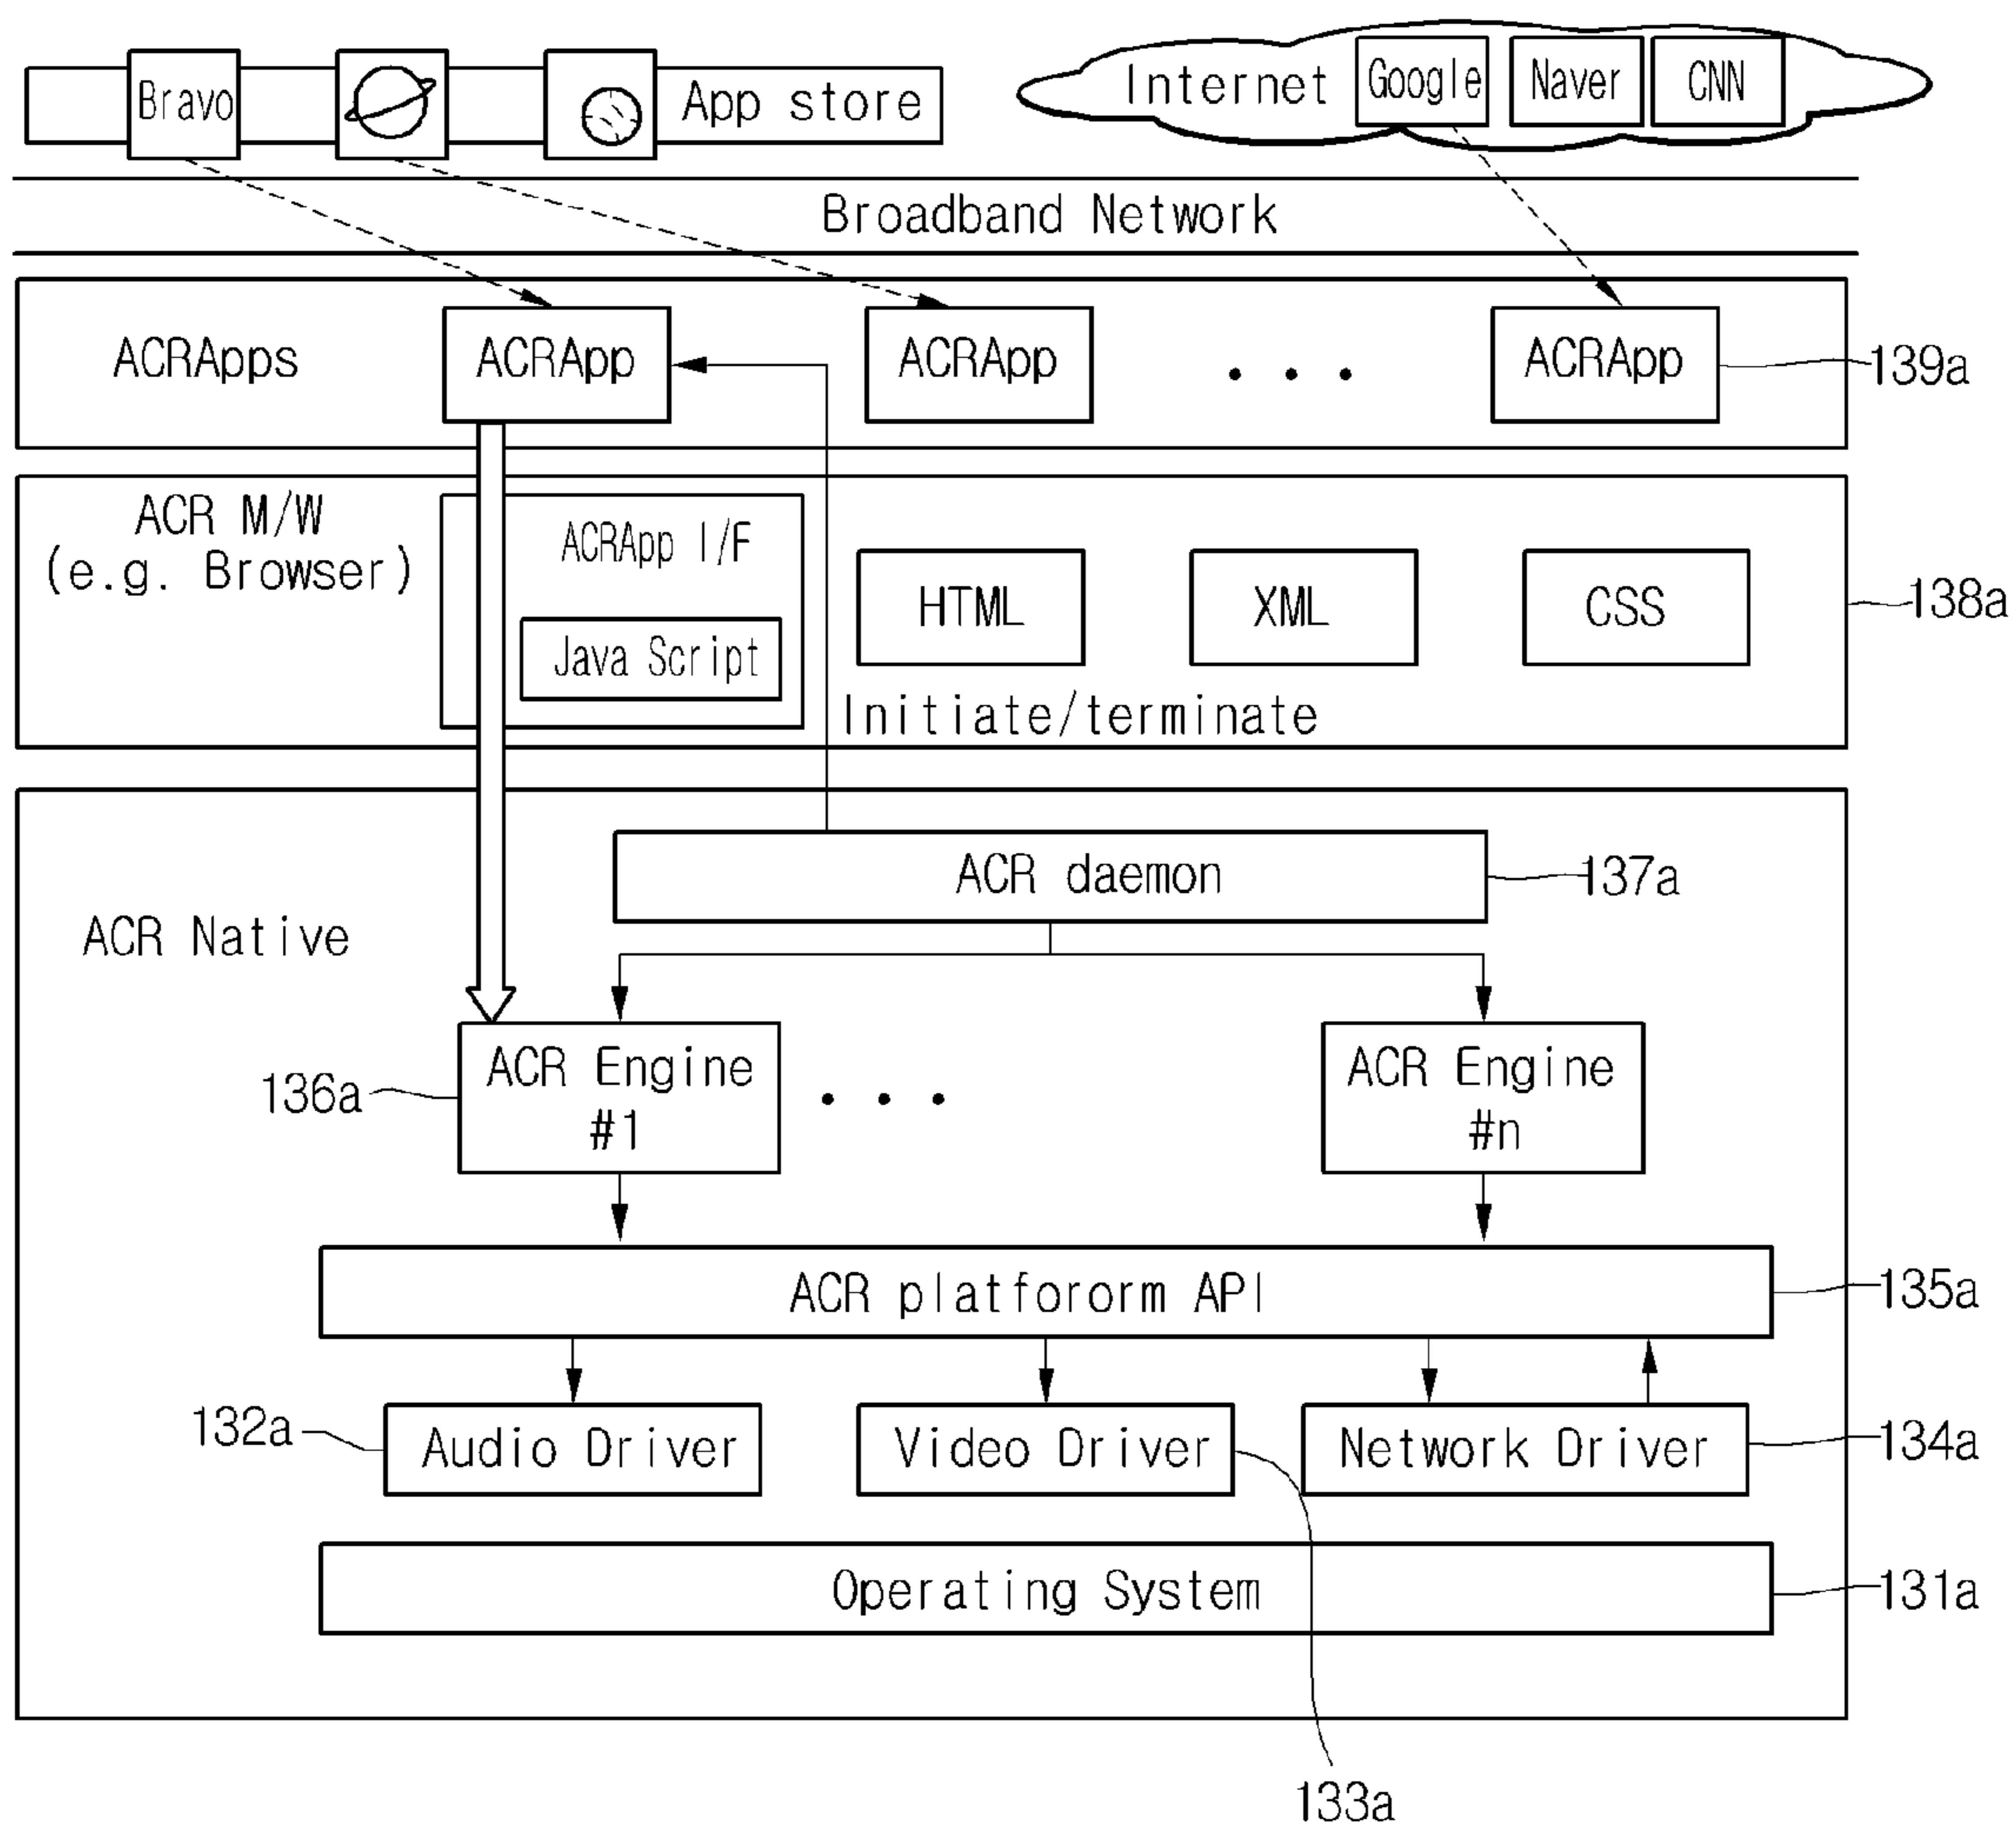 Bravo
App store
Internet
Google
Naver
CNN
Broadband Network
ACRApps
ACRApp
ACRApp
ACRApp
139a
ACR M/W
(e.g. Browser)
ACRApp I/F
Java Script
HTML
XML
CSS
138a
Initiate/terminate
ACR daemon
137a
ACR Native
136a
ACR Engine
#1
ACR Engine
#n
ACR platfororm API
135a
132a
Audio Driver
Video Driver
Network Driver
134a
Operating System
131a
133a